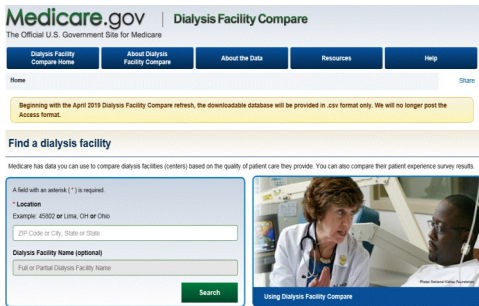 Medicare.gov | Dialysis Facility Compare
The Official U.S. Government Site for Medicare
Dialysis Facility
Compare Home
About Dialysis
Facility Compare
About the Data
Resources
Help
Home
Share
Beginning with the April 2019 Dialysis Facility Compare refresh, the downloadable database will be provided in .csv format only. We will no longer post the
Access format.
Find a dialysis facility
Medicare has data you can use to compare dialysis facilities (centers) based on the quality of patient care they provide. You can also compare their patient experience survey results.
A field with an asterisk ( * ) is required.
* Location
Example: 45802 or Lima, OH or Ohio
ZIP Code or City, State or State
Dialysis Facility Name (optional)
Full or Partial Dialysis Facility Name
Search
Photo: National Kidney Foundation
Using Dialysis Facility Compare